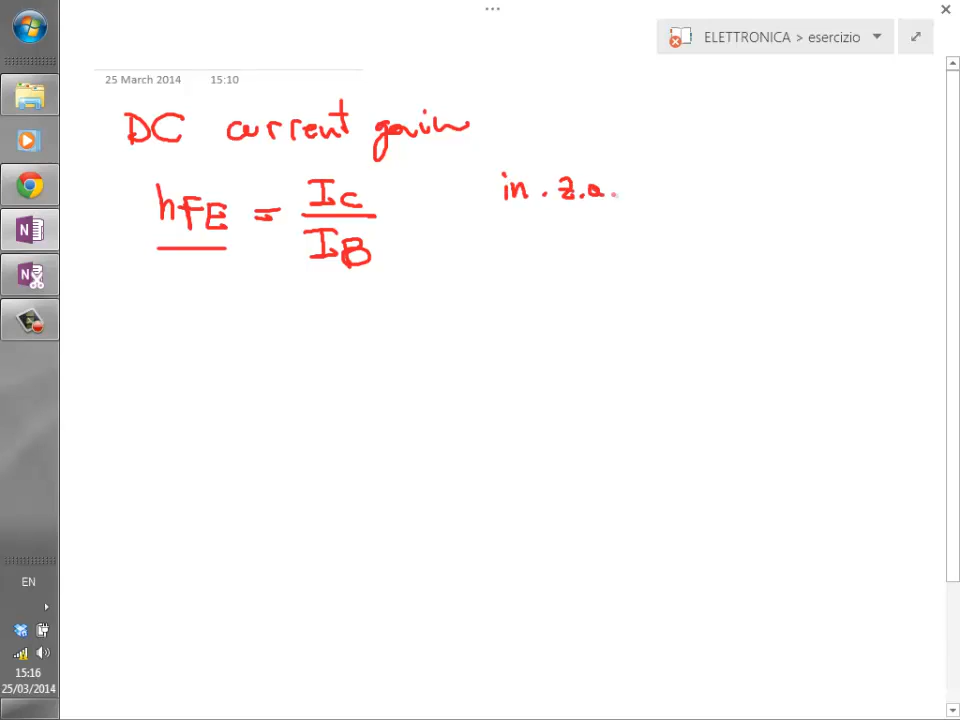 ELETTRONICA > esercizio
25 March 2014 15:10
DC current gain
hFE = IC / IB
in . z.a.
EN
15:16
25/03/2014